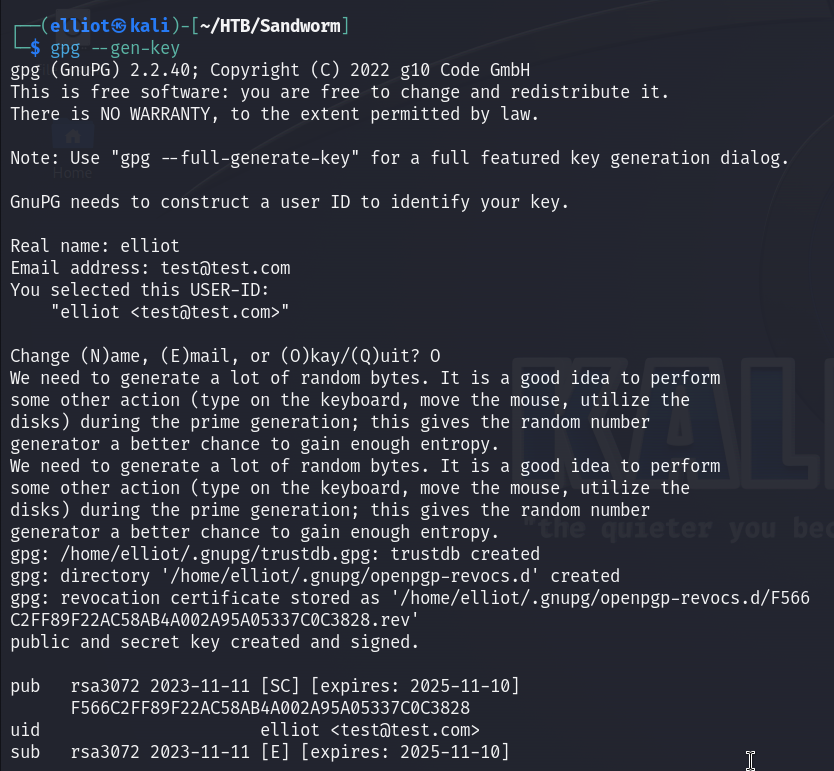 ┌──(elliot㉿kali)-[~/HTB/Sandworm]
└─$ gpg --gen-key
gpg (GnuPG) 2.2.40; Copyright (C) 2022 g10 Code GmbH
This is free software: you are free to change and redistribute it.
There is NO WARRANTY, to the extent permitted by law.
Home
Note: Use "gpg --full-generate-key" for a full featured key generation dialog.
GnuPG needs to construct a user ID to identify your key.
Real name: elliot
Email address: test@test.com
You selected this USER-ID:
"elliot <test@test.com>"
Change (N)ame, (E)mail, or (O)kay/(Q)uit? O
We need to generate a lot of random bytes. It is a good idea to perform
some other action (type on the keyboard, move the mouse, utilize the
disks) during the prime generation; this gives the random number
generator a better chance to gain enough entropy.
We need to generate a lot of random bytes. It is a good idea to perform
some other action (type on the keyboard, move the mouse, utilize the
disks) during the prime generation; this gives the random number
generator a better chance to gain enough entropy.
KALI
"the quieter you bec
gpg: /home/elliot/.gnupg/trustdb.gpg: trustdb created
gpg: directory '/home/elliot/.gnupg/openpgp-revocs.d' created
gpg: revocation certificate stored as '/home/elliot/.gnupg/openpgp-revocs.d/F566
C2FF89F22AC58AB4A002A95A05337C0C3828.rev'
public and secret key created and signed.
pub   rsa3072 2023-11-11 [SC] [expires: 2025-11-10]
F566C2FF89F22AC58AB4A002A95A05337C0C3828
uid                      elliot <test@test.com>
sub   rsa3072 2023-11-11 [E] [expires: 2025-11-10]